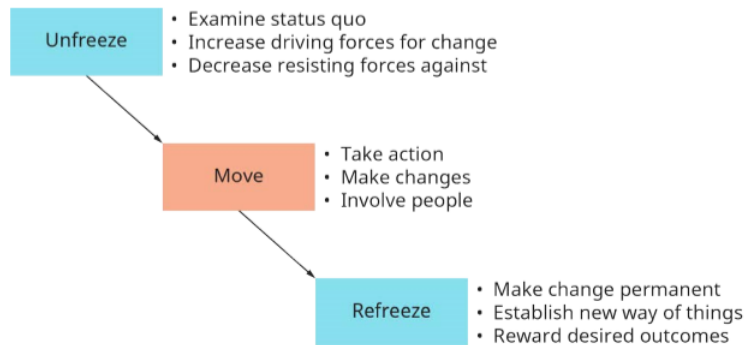 Unfreeze
• Examine status quo
• Increase driving forces for change
• Decrease resisting forces against
Move
• Take action
• Make changes
• Involve people
Refreeze
• Make change permanent
• Establish new way of things
• Reward desired outcomes